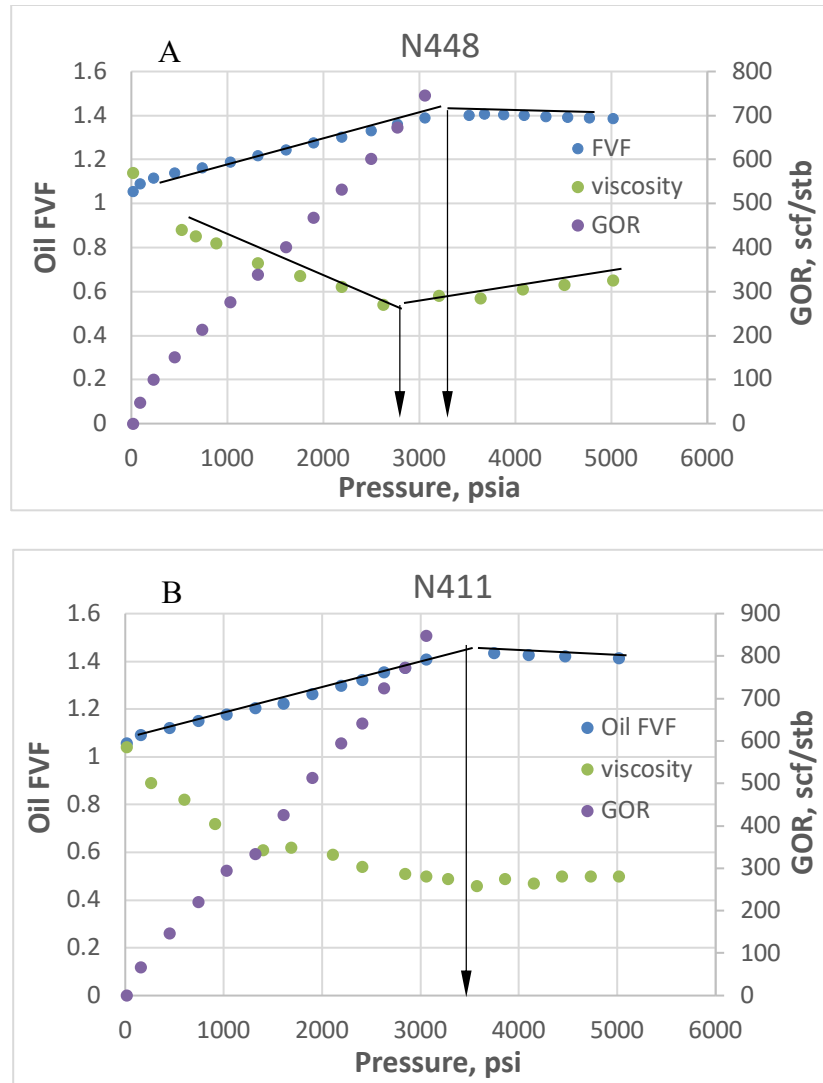 A
N448
1.6
1.4
1.2
1
0.8
0.6
0.4
0.2
0
Oil FVF
800
700
600
500
400
300
200
100
0
GOR, scf/stb
FVF
viscosity
GOR
0 1000 2000 3000 4000 5000 6000
Pressure, psia
B
N411
1.6
1.4
1.2
1
0.8
0.6
0.4
0.2
0
Oil FVF
900
800
700
600
500
400
300
200
100
0
GOR, scf/stb
Oil FVF
viscosity
GOR
0 1000 2000 3000 4000 5000 6000
Pressure, psi